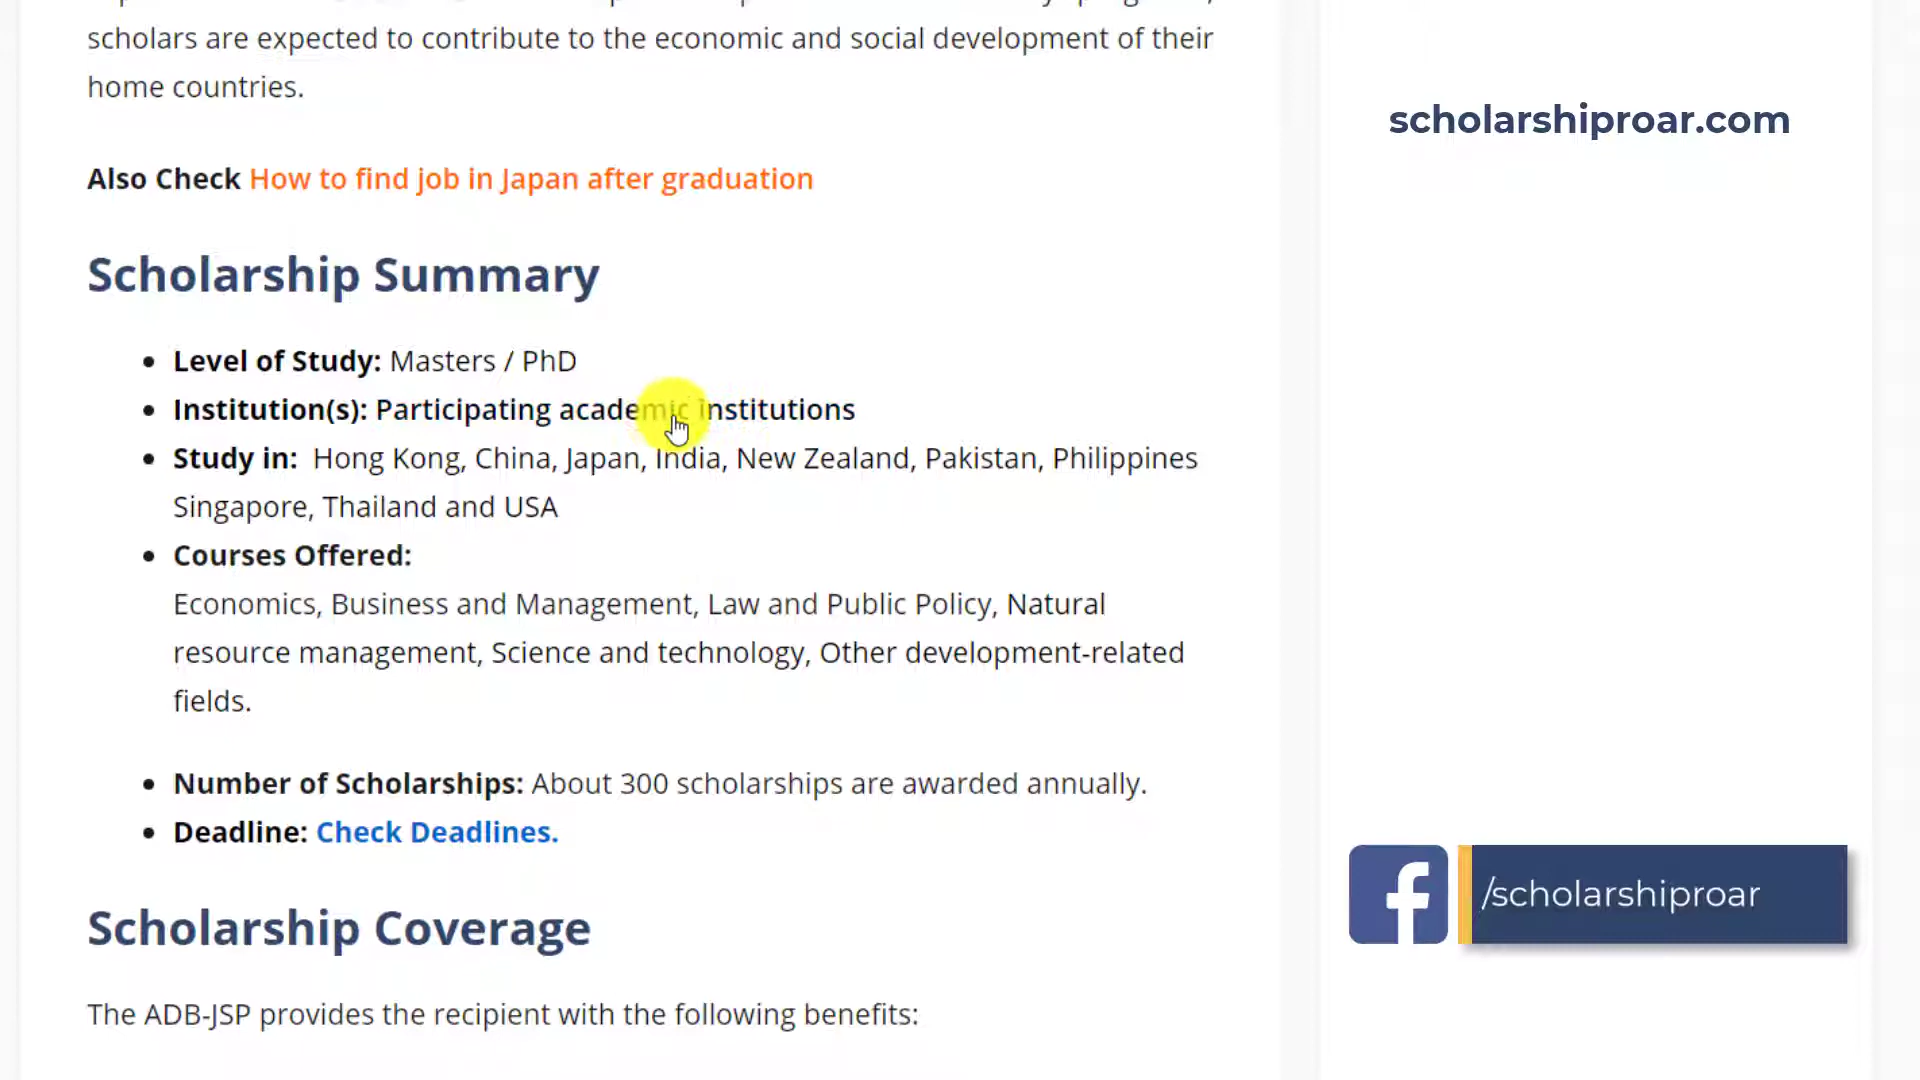 scholars are expected to contribute to the economic and social development of their
home countries.
scholarshiproar.com
Also Check How to find job in Japan after graduation
Scholarship Summary
• Level of Study: Masters / PhD
• Institution(s): Participating academic institutions
• Study in:  Hong Kong, China, Japan, India, New Zealand, Pakistan, Philippines
Singapore, Thailand and USA
• Courses Offered:
Economics, Business and Management, Law and Public Policy, Natural
resource management, Science and technology, Other development-related
fields.
• Number of Scholarships: About 300 scholarships are awarded annually.
• Deadline: Check Deadlines.
/scholarshiproar
Scholarship Coverage
The ADB-JSP provides the recipient with the following benefits: